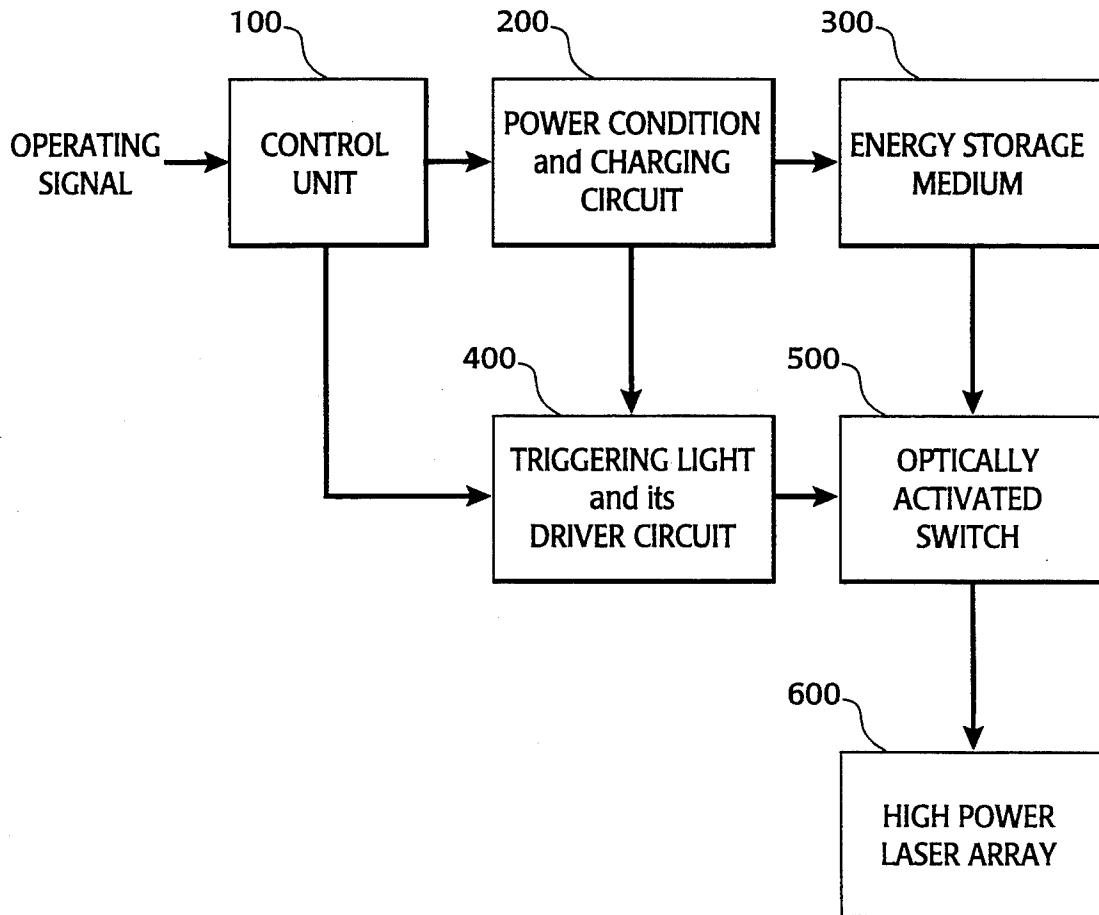 100
200
300
OPERATING
SIGNAL
CONTROL
UNIT
POWER CONDITION
and CHARGING
CIRCUIT
ENERGY STORAGE
MEDIUM
400
500
TRIGGERING LIGHT
and its
DRIVER CIRCUIT
OPTICALLY
ACTIVATED
SWITCH
600
HIGH POWER
LASER ARRAY